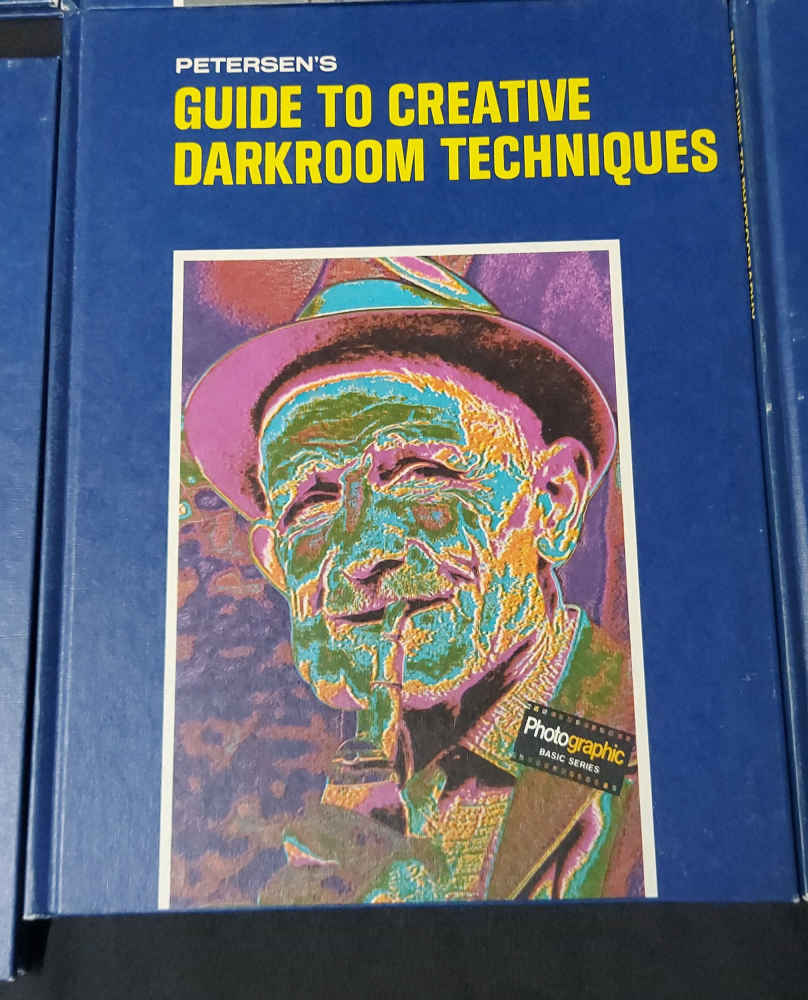 PETERSEN'S
GUIDE TO CREATIVE
DARKROOM TECHNIQUES
Photographic
BASIC SERIES